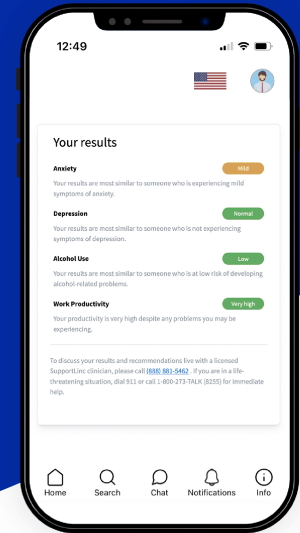 12:49
Your results
Anxiety
Mild
Your results are most similar to someone who is experiencing mild
symptoms of anxiety.
Depression
Normal
Your results are most similar to someone who is not experiencing
symptoms of depression.
Alcohol Use
Low
Your results are most similar to someone who is at low risk of developing
alcohol-related problems.
Work Productivity
Very high
Your productivity is very high despite any problems you may be
experiencing.
To discuss your results and recommendations live with a licensed
SupportLinc clinician, please call (888) 881-5462 . If you are in a life-
threatening situation, dial 911 or call 1-800-273-TALK (8255) for immediate
help.
Home
Search
Chat
Notifications
Info